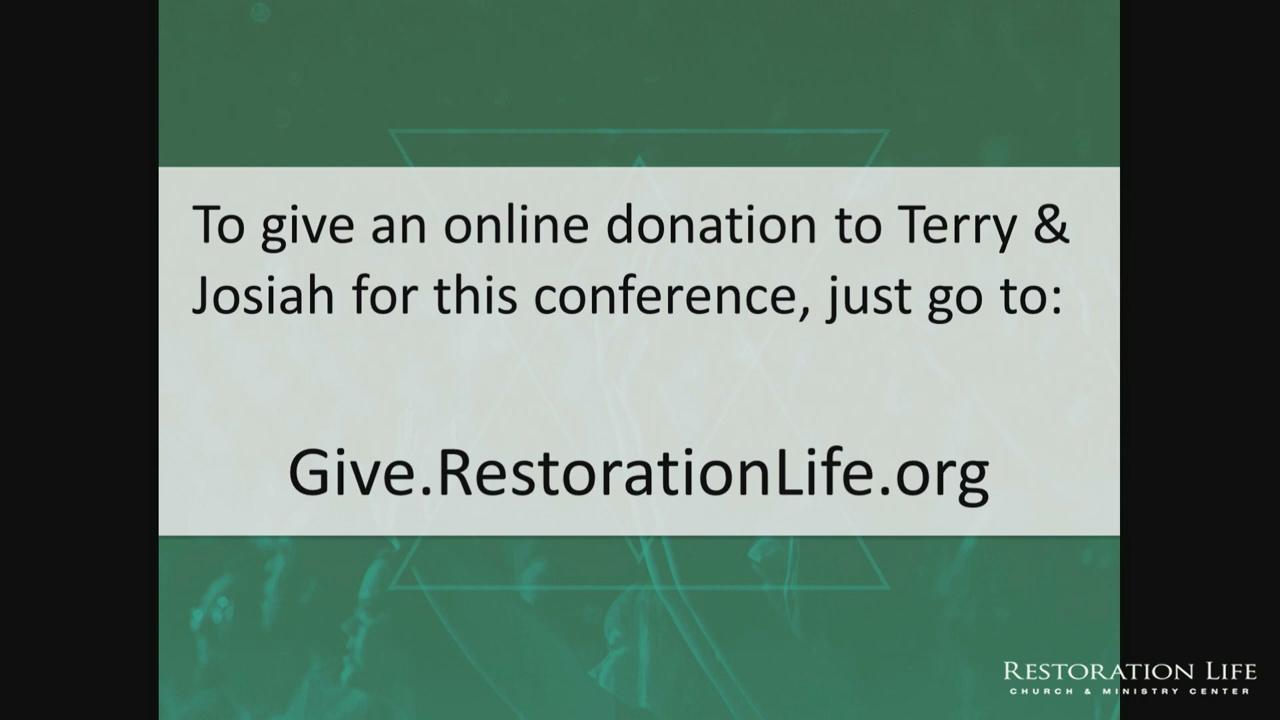 To give an online donation to Terry &
Josiah for this conference, just go to:
Give.RestorationLife.org
RESTORATION LIFE
CHURCH & MINISTRY CENTER